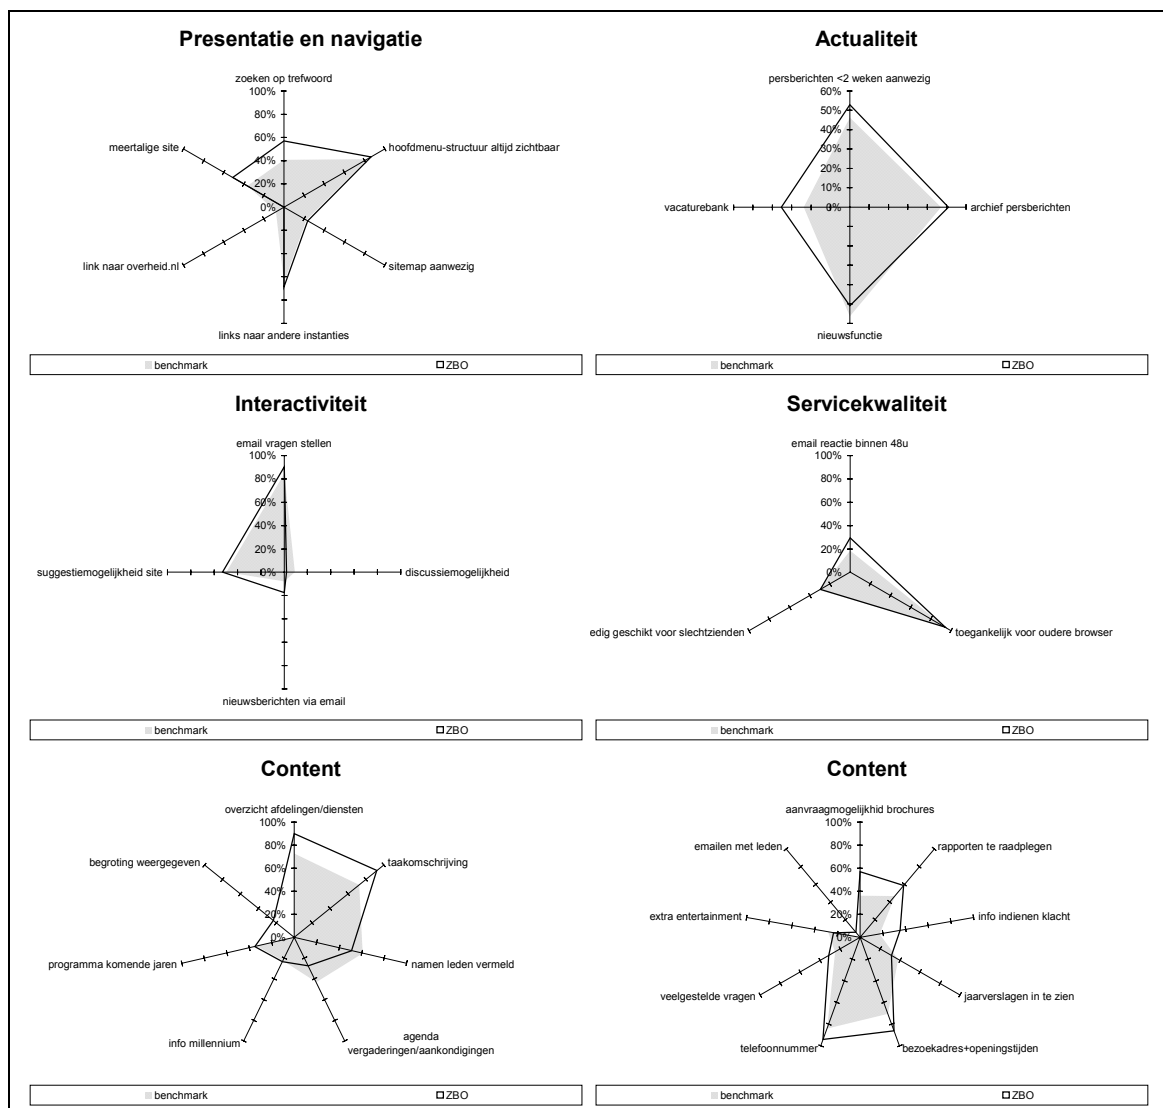 Presentatie en navigatie
zoeken op trefwoord
100%
80%
60%
40%
20%
0%
meertalige site
hoofdmenu-structuur altijd zichtbaar
link naar overheid.nl
sitemap aanwezig
links naar andere instanties
benchmark
ZBO
Actualiteit
persberichten <2 weken aanwezig
60%
50%
40%
30%
20%
10%
0%
vacaturebank
archief persberichten
nieuwsfunctie
benchmark
ZBO
Interactiviteit
email vragen stellen
100%
80%
60%
40%
20%
0%
suggestiemogelijkheid site
discussiemogelijkheid
nieuwsberichten via email
benchmark
ZBO
Servicekwaliteit
email reactie binnen 48u
100%
80%
60%
40%
20%
0%
edig geschikt voor slechtzienden
toegankelijk voor oudere browser
benchmark
ZBO
Content
overzicht afdelingen/diensten
100%
80%
60%
40%
20%
0%
begroting weergegeven
taakomschrijving
programma komende jaren
namen leden vermeld
info millennium
agenda
vergaderingen/aankondigingen
benchmark
ZBO
Content
aanvraagmogelijkhid brochures
100%
80%
60%
40%
20%
0%
emailen met leden
rapporten te raadplegen
extra entertainment
info indienen klacht
veelgestelde vragen
jaarverslagen in te zien
telefoonnummer
bezoekadres+openingstijden
benchmark
ZBO